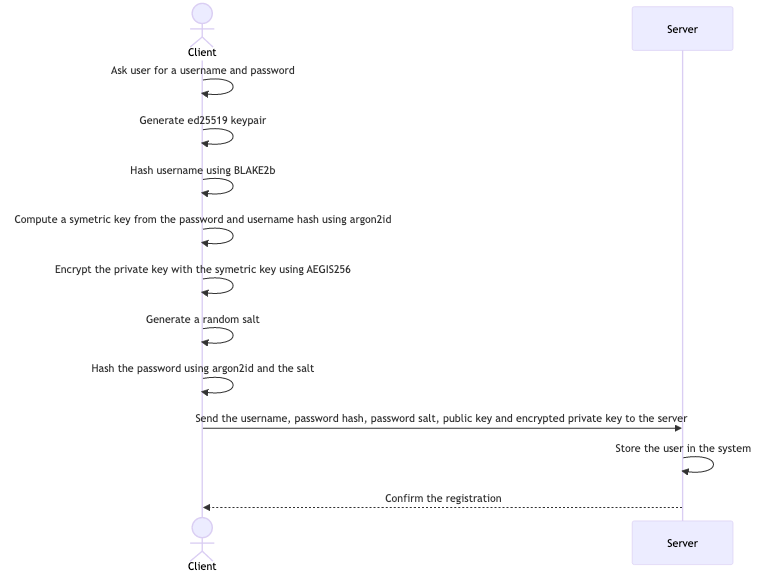 Client
Server
Ask user for a username and password
Generate ed25519 keypair
Hash username using BLAKE2b
Compute a symetric key from the password and username hash using argon2id
Encrypt the private key with the symetric key using AEGIS256
Generate a random salt
Hash the password using argon2id and the salt
Send the username, password hash, password salt, public key and encrypted private key to the server
Store the user in the system
Confirm the registration
Client
Server